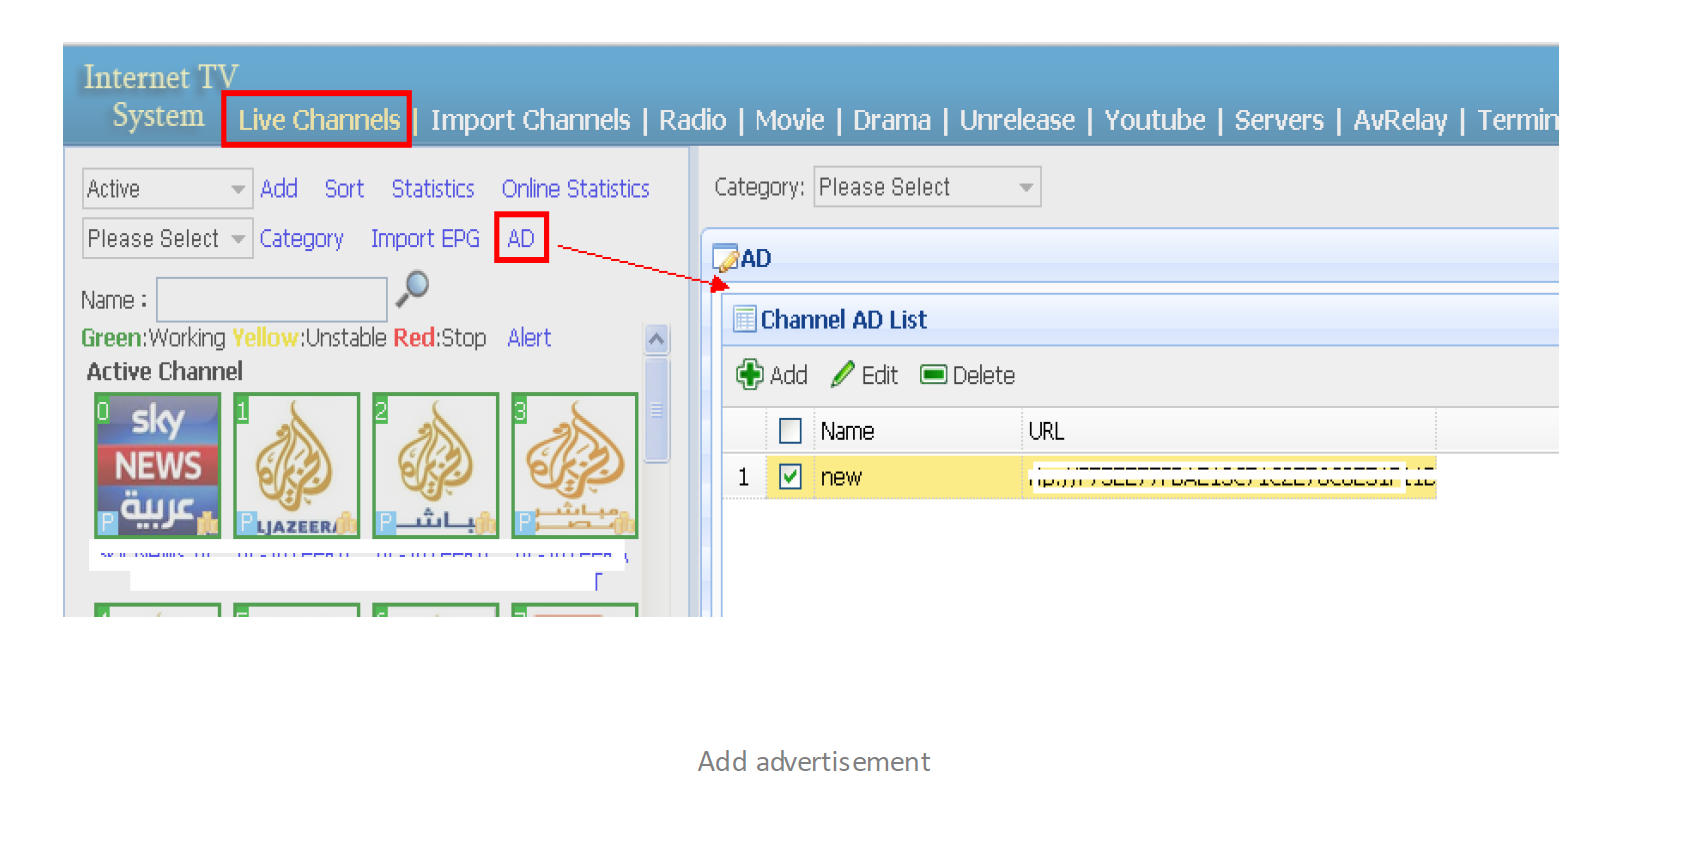 Internet TV
System
Live Channels | Import Channels | Radio | Movie | Drama | Unrelease | Youtube | Servers | AvRelay | Termin
Active Add Sort Statistics Online Statistics
Please Select Category Import EPG AD
Name :
Green:Working Yellow:Unstable Red:Stop Alert
Active Channel
0 1 2 3
sky
NEWS
عربية
P P P P
LJAZEERA
مباشر
مصر
Category: Please Select
AD
Channel AD List
Add Edit Delete
Name URL
1 new
Add advertisement